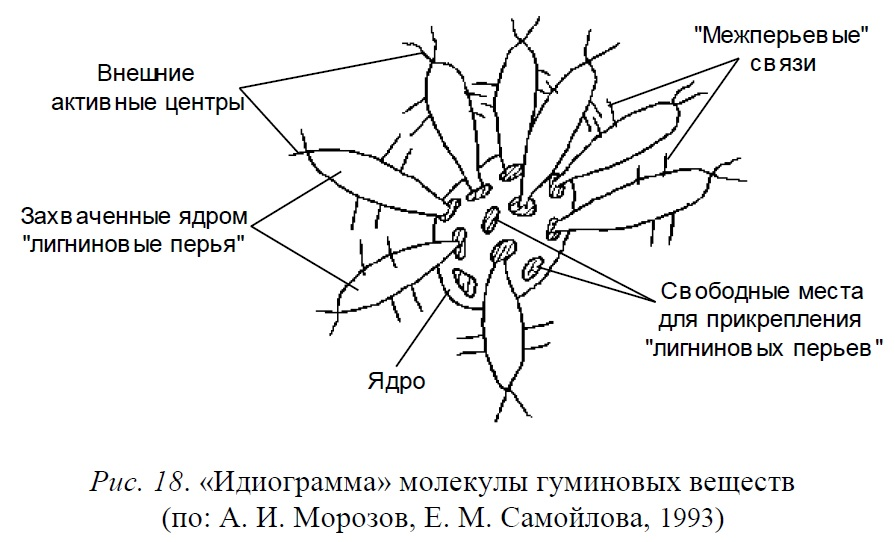 Внешние
активные центры
"Межперьевые"
связи
Захваченные ядром
"лигниновые перья"
Свободные места
для прикрепления
"лигниновых перьев"
Ядро
Рис. 18. «Идиограмма» молекулы гуминовых веществ
(по: А. И. Морозов, Е. М. Самойлова, 1993)